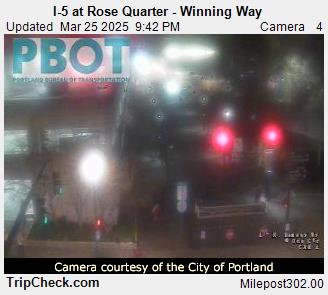 I-5 at Rose Quarter - Winning Way
Updated Mar 25 2025 9:42 PM Camera 4
PBOT
PORTLAND BUREAU OF TRANSPORTATION
Camera courtesy of the City of Portland
TripCheck.com Milepost302.00